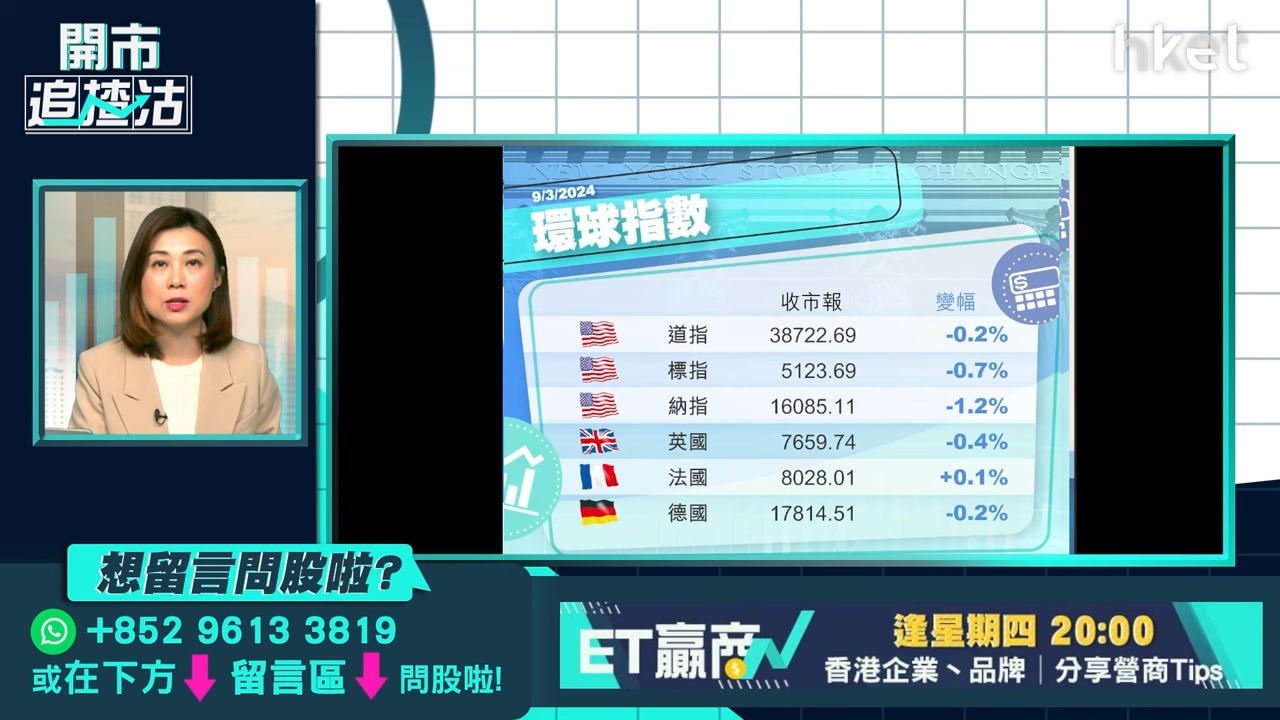 開市
追揸沽
hket
NEW YORK STOCK EXCHANGE
9/3/2024
環球指數
收市報 變幅
道指 38722.69 -0.2%
標指 5123.69 -0.7%
納指 16085.11 -1.2%
英國 7659.74 -0.4%
法國 8028.01 +0.1%
德國 17814.51 -0.2%
想留言問股啦?
+852 9613 3819
或在下方 留言區 問股啦!
ET贏商
逢星期四 20:00
香港企業、品牌｜分享營商Tips